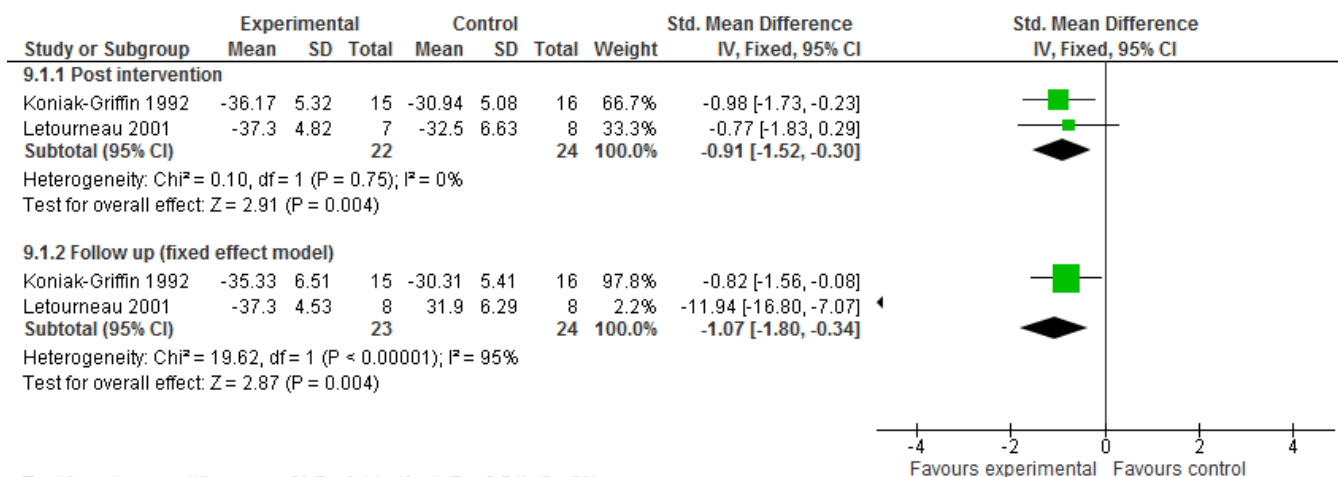 Experimental Control Std. Mean Difference Std. Mean Difference
Study or Subgroup Mean SD Total Mean SD Total Weight IV, Fixed, 95% CI IV, Fixed, 95% CI
9.1.1 Post intervention
Koniak-Griffin 1992 -36.17 5.32 15 -30.94 5.08 16 66.7% -0.98 [-1.73, -0.23]
Letourneau 2001 -37.3 4.82 7 -32.5 6.63 8 33.3% -0.77 [-1.83, 0.29]
Subtotal (95% CI) 22 24 100.0% -0.91 [-1.52, -0.30]
Heterogeneity: Chi² = 0.10, df = 1 (P = 0.75); I² = 0%
Test for overall effect: Z = 2.91 (P = 0.004)
9.1.2 Follow up (fixed effect model)
Koniak-Griffin 1992 -35.33 6.51 15 -30.31 5.41 16 97.8% -0.82 [-1.56, -0.08]
Letourneau 2001 -37.3 4.53 8 31.9 6.29 8 2.2% -11.94 [-16.80, -7.07]
Subtotal (95% CI) 23 24 100.0% -1.07 [-1.80, -0.34]
Heterogeneity: Chi² = 19.62, df = 1 (P < 0.00001); I² = 95%
Test for overall effect: Z = 2.87 (P = 0.004)
-4 -2 0 2 4
Favours experimental Favours control